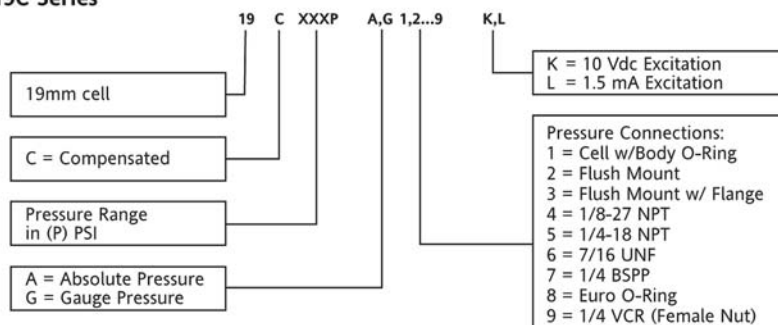 19C Series
19 C XXXP A,G 1,2...9 K,L
19mm cell
C = Compensated
Pressure Range
in (P) PSI
A = Absolute Pressure
G = Gauge Pressure
K = 10 Vdc Excitation
L = 1.5 mA Excitation
Pressure Connections:
1 = Cell w/Body O-Ring
2 = Flush Mount
3 = Flush Mount w/ Flange
4 = 1/8-27 NPT
5 = 1/4-18 NPT
6 = 7/16 UNF
7 = 1/4 BSPP
8 = Euro O-Ring
9 = 1/4 VCR (Female Nut)